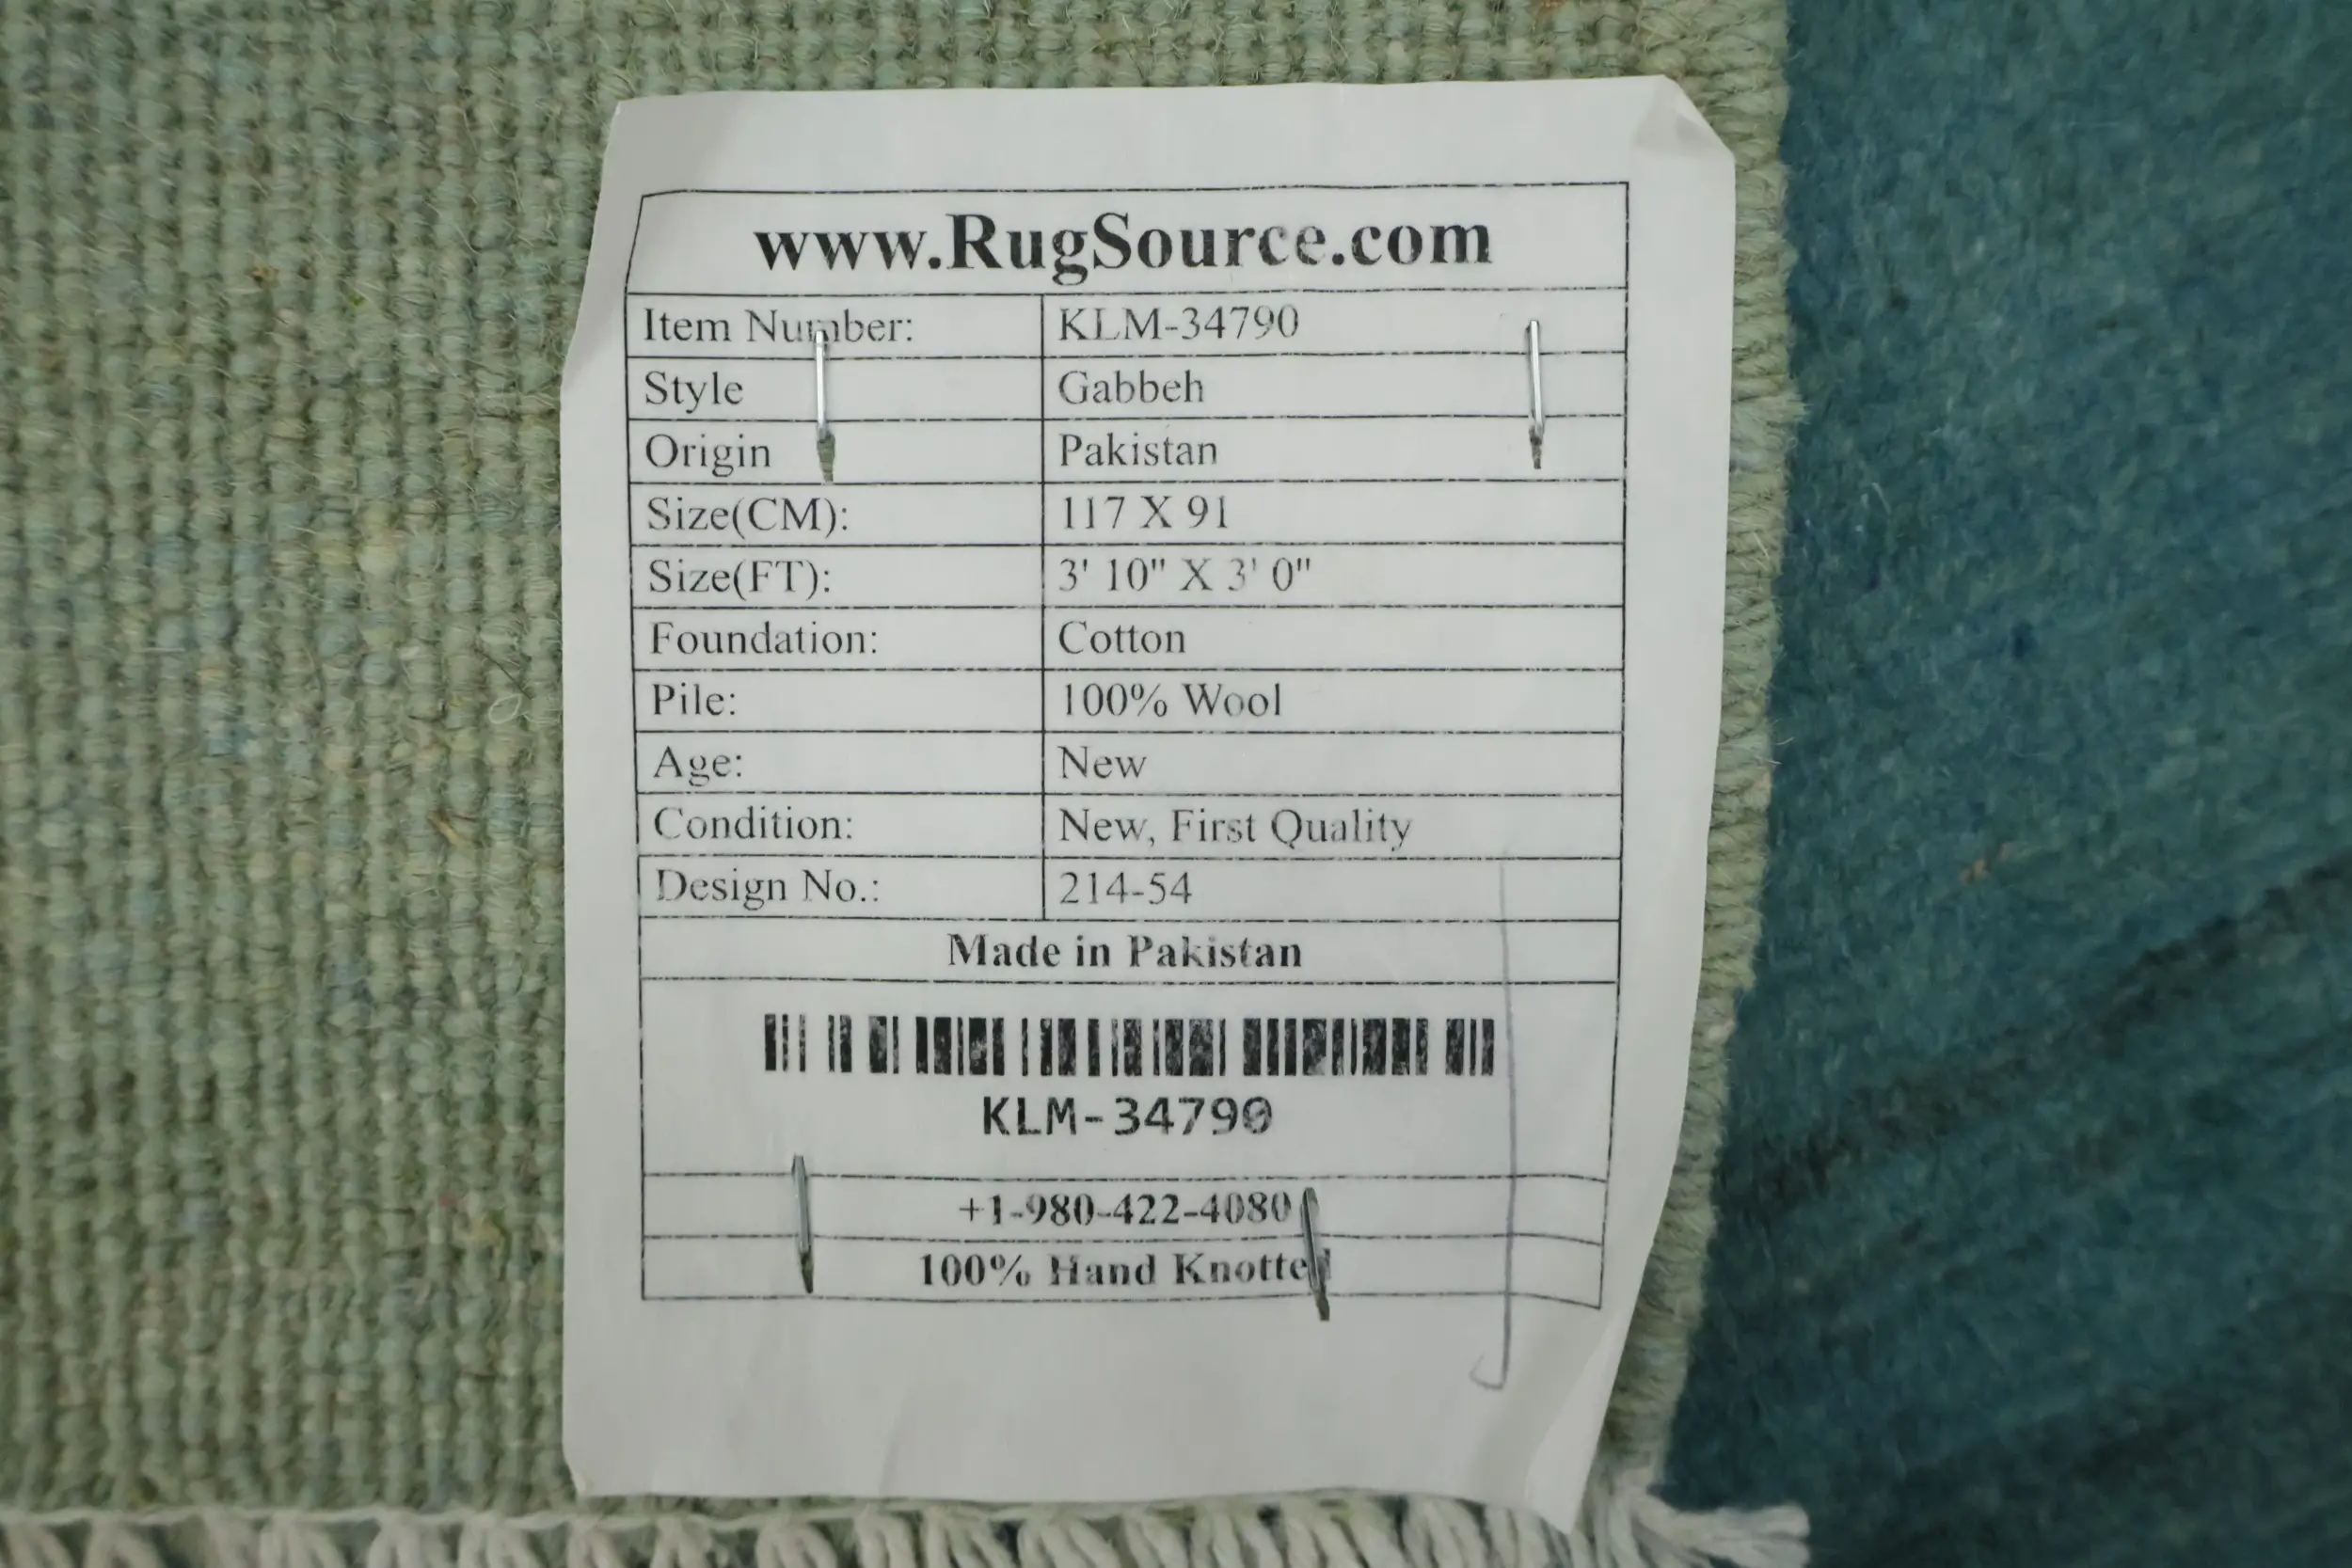 www.RugSource.com
Item Number: KLM-34790
Style Gabbeh
Origin Pakistan
Size(CM): 117 X 91
Size(FT): 3' 10" X 3' 0"
Foundation: Cotton
Pile: 100% Wool
Age: New
Condition: New, First Quality
Design No.: 214-54
Made in Pakistan
KLM-34790
+1-980-422-4080
100% Hand Knotted